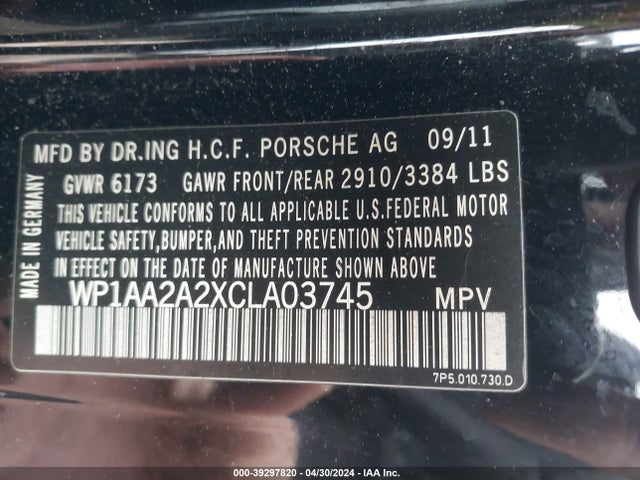 MFD BY DR.ING H.C.F. PORSCHE AG 09/11
GVWR 6173 GAWR FRONT/REAR 2910/3384 LBS
THIS VEHICLE CONFORMS TO ALL APPLICABLE U.S.FEDERAL MOTOR
VEHICLE SAFETY,BUMPER,AND THEFT PREVENTION STANDARDS
IN EFFECT ON THE DATE OF MANUFACTURE SHOWN ABOVE.
WP1AA2A2XCLA03745 MPV
7P5.010.730.D
MADE IN GERMANY
000-39297820 - 04/30/2024 - IAA Inc.